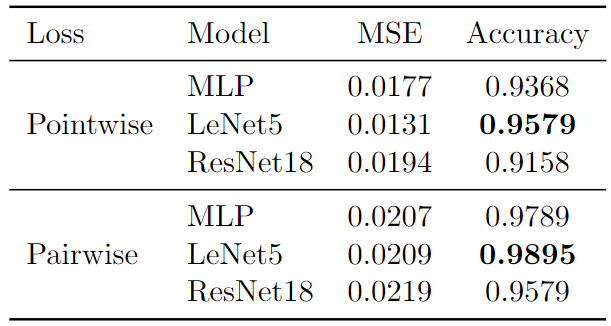 Loss Model MSE Accuracy
MLP 0.0177 0.9368
Pointwise LeNet5 0.0131 0.9579
ResNet18 0.0194 0.9158
MLP 0.0207 0.9789
Pairwise LeNet5 0.0209 0.9895
ResNet18 0.0219 0.9579